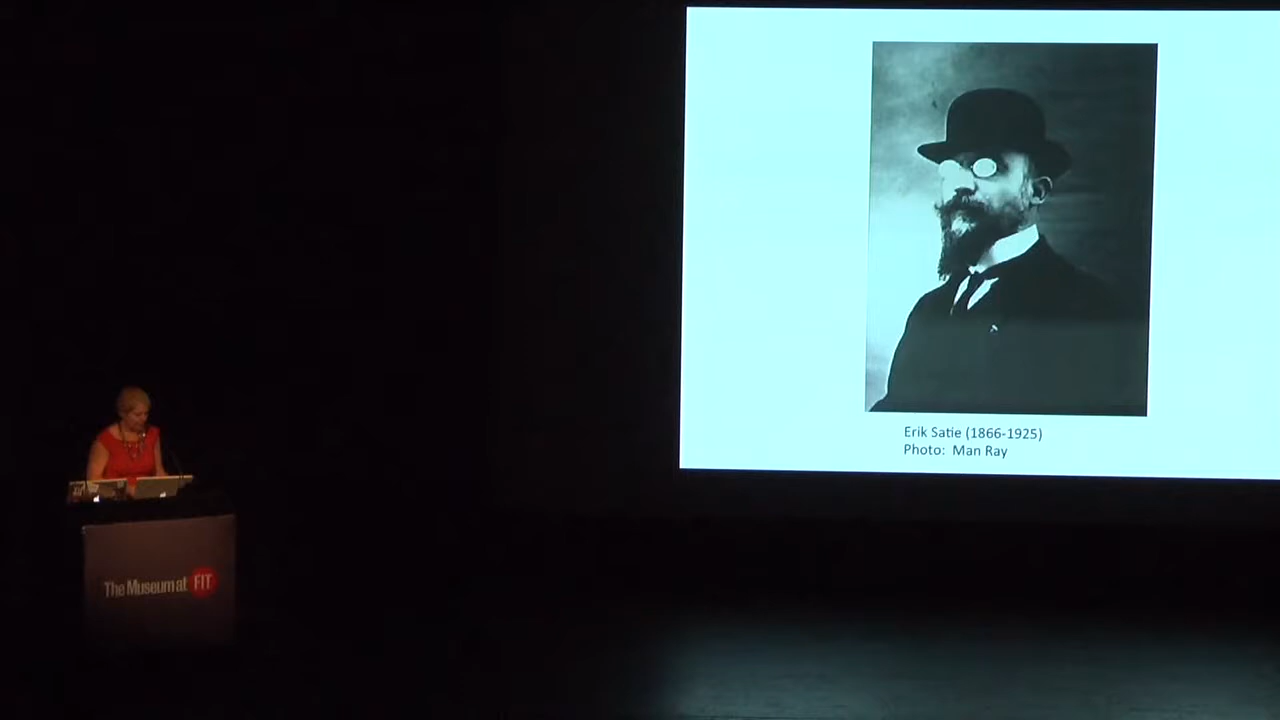 Erik Satie (1866-1925)
Photo: Man Ray
The Museum at FIT